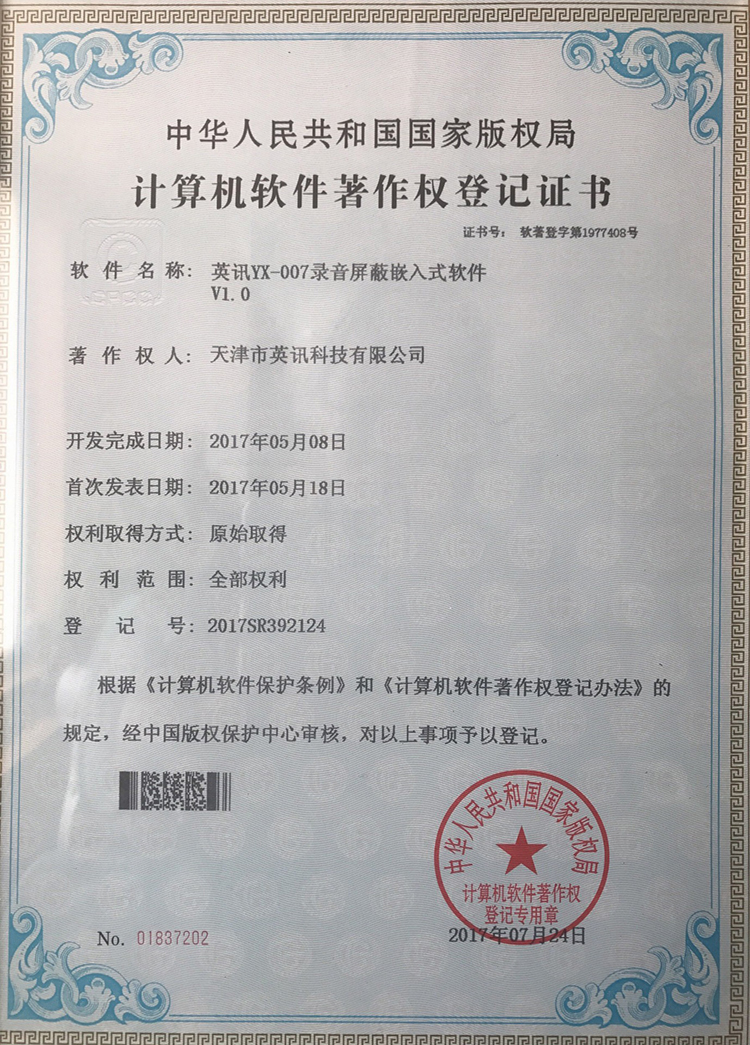 中华人民共和国国家版权局
计算机软件著作权登记证书
证书号： 软著登字第1977408号
软件名称： 英讯YX-007录音屏蔽嵌入式软件
V1.0
著作权人： 天津市英讯科技有限公司
开发完成日期： 2017年05月08日
首次发表日期： 2017年05月18日
权利取得方式： 原始取得
权利范围： 全部权利
登记号： 2017SR392124
根据《计算机软件保护条例》和《计算机软件著作权登记办法》的
规定，经中国版权保护中心审核，对以上事项予以登记。
中华人民共和国国家版权局
计算机软件著作权
登记专用章
No. 01837202
2017年07月24日